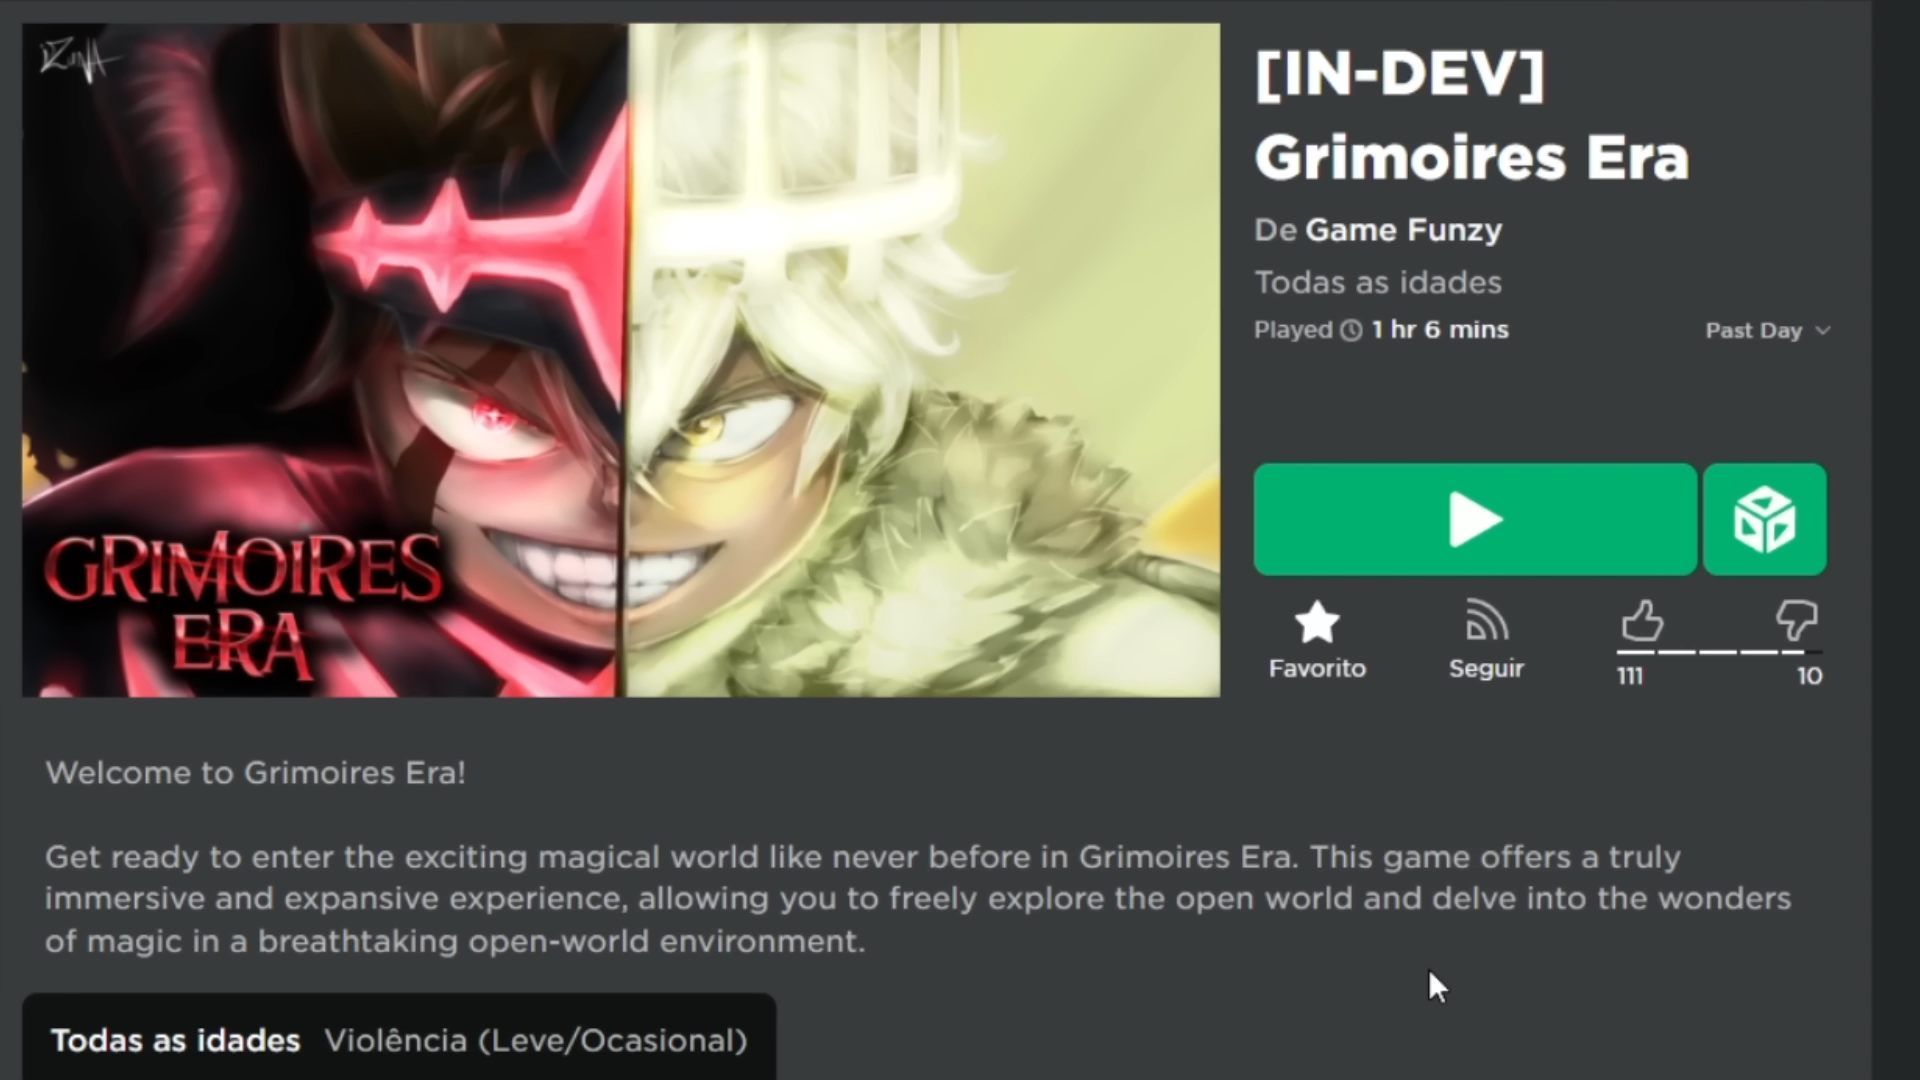 IZUNA
GRIMOIRES
ERA
[IN-DEV]
Grimoires Era
De Game Funzy
Todas as idades
Played 1 hr 6 mins
Past Day
Favorito
Seguir
111
10
Welcome to Grimoires Era!
Get ready to enter the exciting magical world like never before in Grimoires Era. This game offers a truly
immersive and expansive experience, allowing you to freely explore the open world and delve into the wonders
of magic in a breathtaking open-world environment.
Todas as idades Violência (Leve/Ocasional)